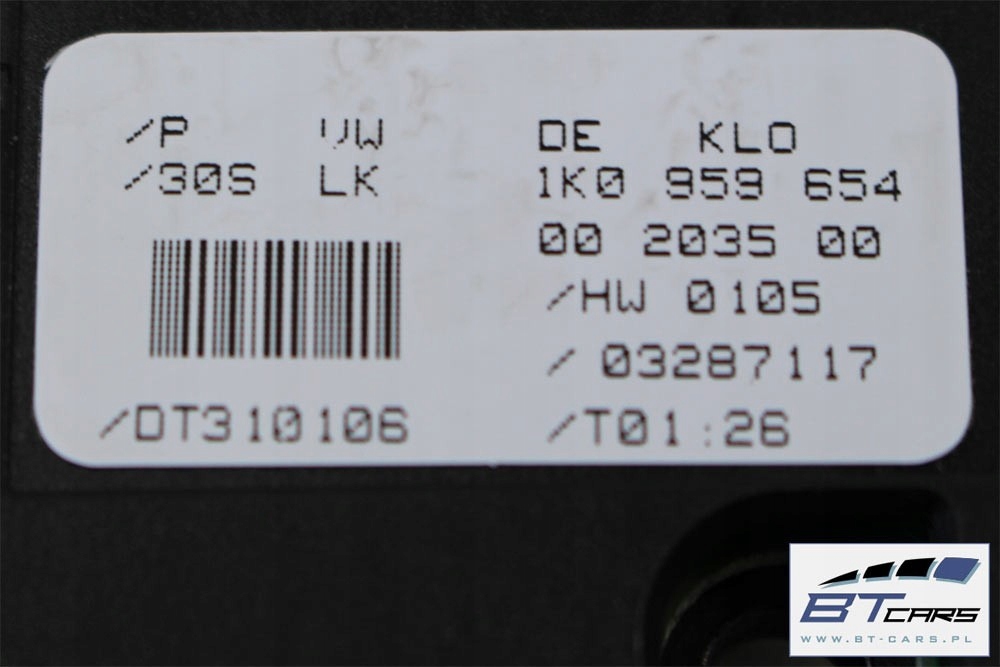 /P VW DE KLO
/30S LK 1K0 959 654
00 2035 00
/HW 0105
/ 03287117
/DT310106 /T01:26
BT CARS
WWW.BT-CARS.PL